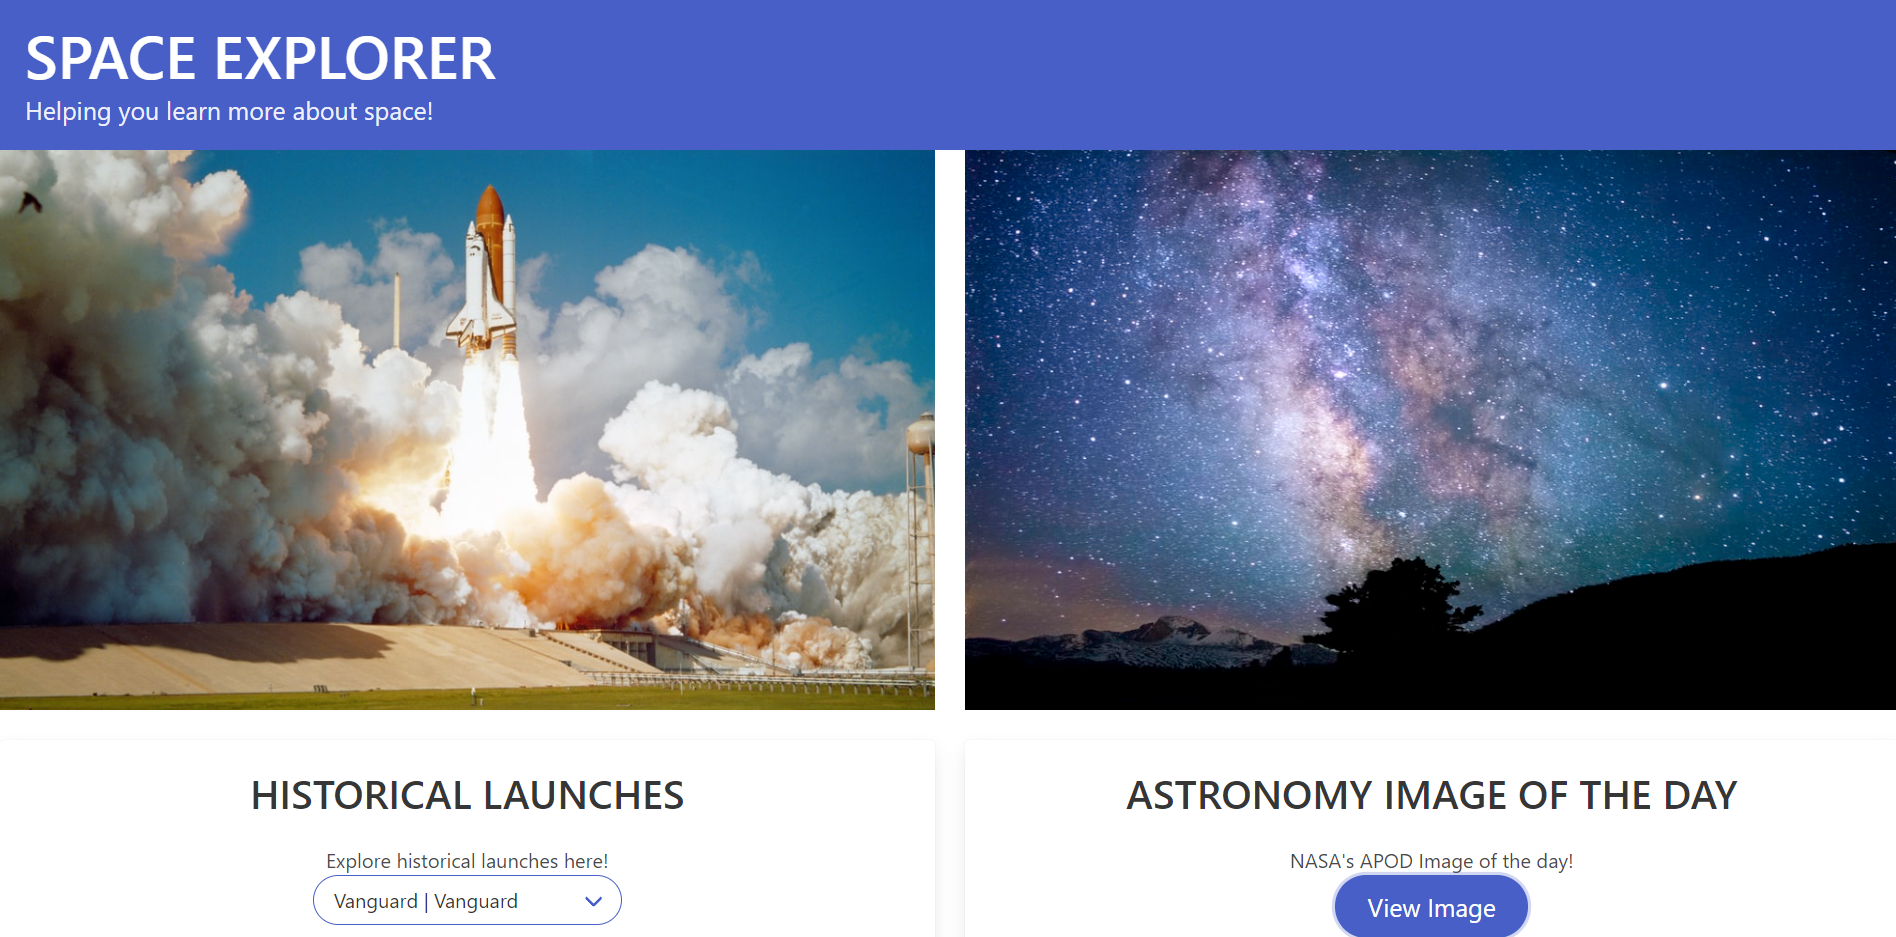 SPACE EXPLORER
Helping you learn more about space!
HISTORICAL LAUNCHES
Explore historical launches here!
Vanguard | Vanguard
ASTRONOMY IMAGE OF THE DAY
NASA's APOD Image of the day!
View Image